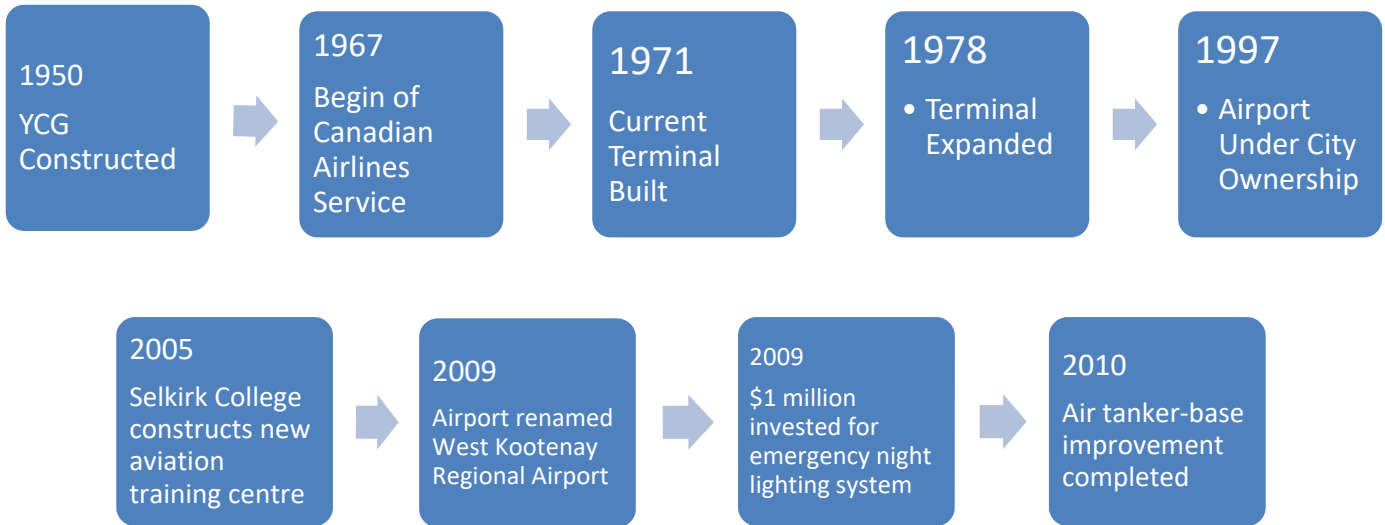 1950
YCG
Constructed
1967
Begin of
Canadian
Airlines
Service
1971
Current
Terminal
Built
1978
• Terminal
Expanded
1997
• Airport
Under City
Ownership
2005
Selkirk College
constructs new
aviation
training centre
2009
Airport renamed
West Kootenay
Regional Airport
2009
$1 million
invested for
emergency night
lighting system
2010
Air tanker-base
improvement
completed